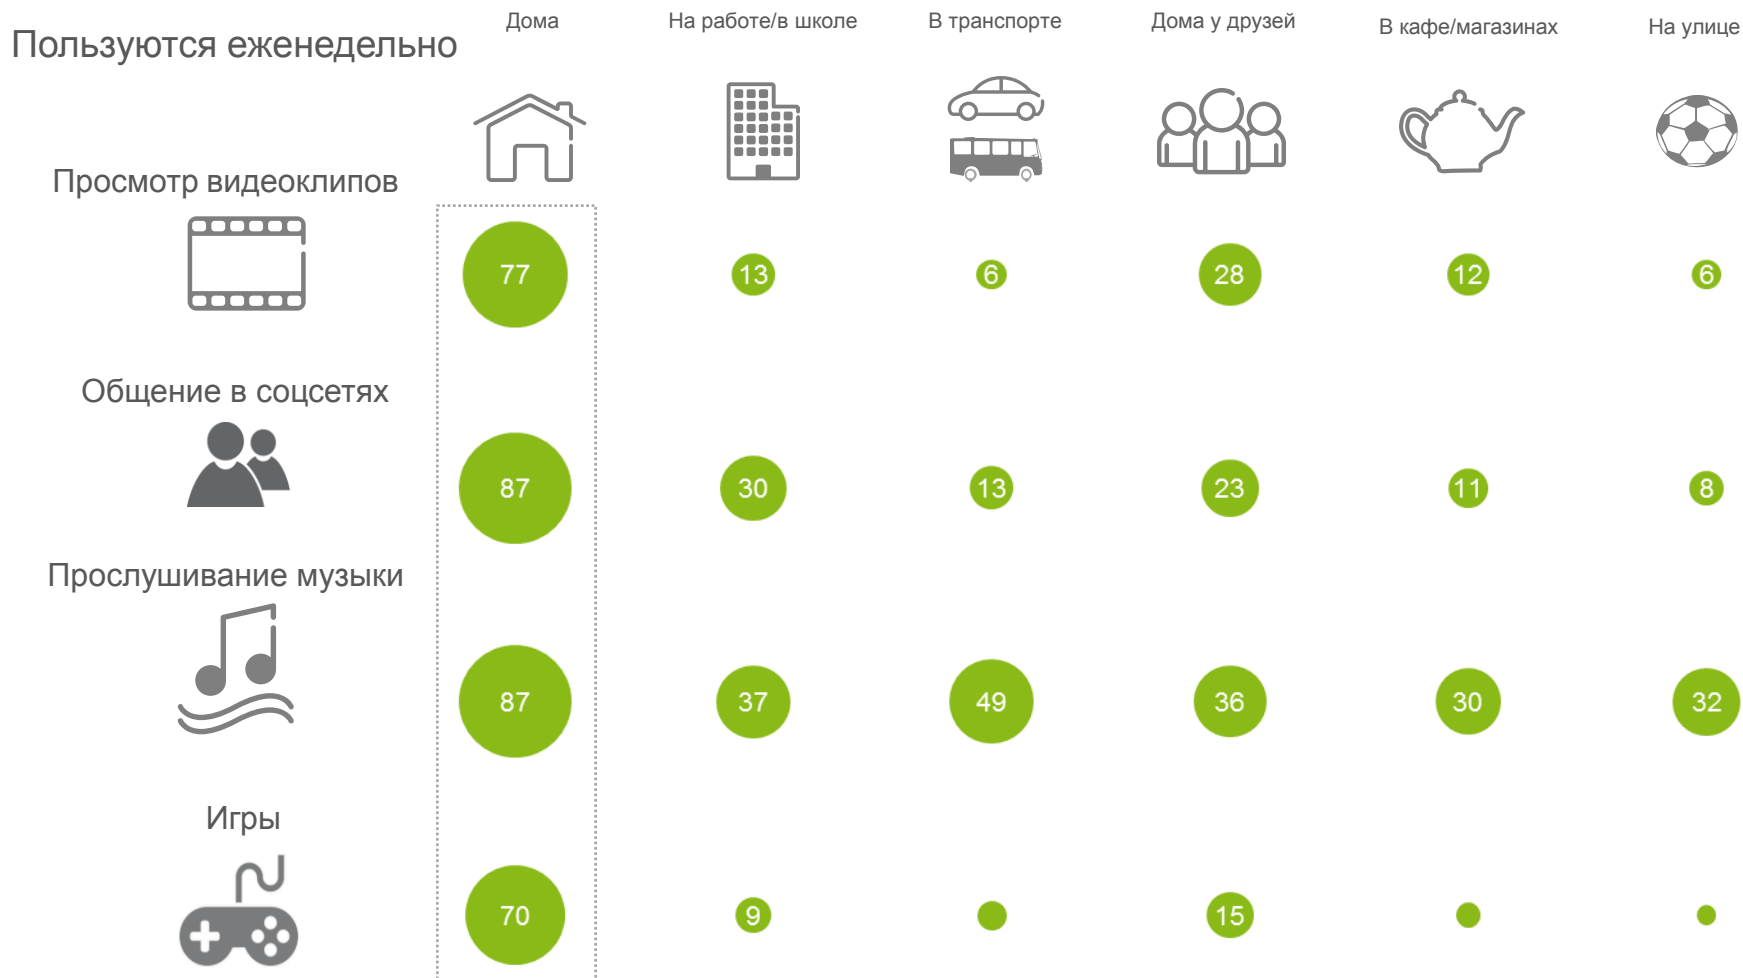 Пользуются еженедельно
Дома
На работе/в школе
В транспорте
Дома у друзей
В кафе/магазинах
На улице
Просмотр видеоклипов
77
13
6
28
12
6
Общение в соцсетях
87
30
13
23
11
8
Прослушивание музыки
87
37
49
36
30
32
Игры
70
9
15